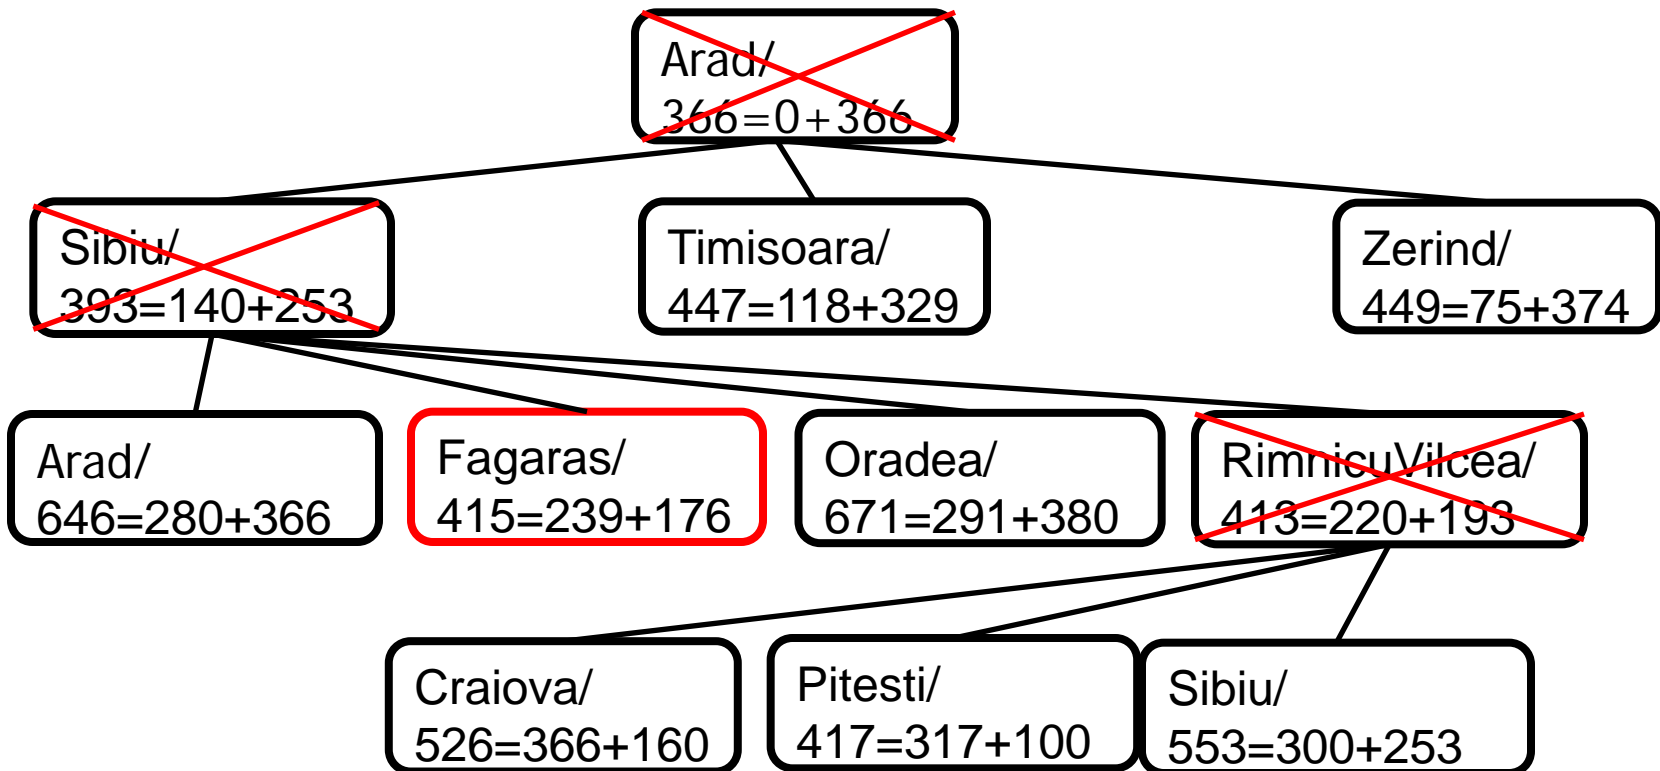 Arad/
366=0+366
Sibiu/
393=140+253
Timisoara/
447=118+329
Zerind/
449=75+374
Arad/
646=280+366
Fagaras/
415=239+176
Oradea/
671=291+380
RimnicuVilcea/
413=220+193
Craiova/
526=366+160
Pitesti/
417=317+100
Sibiu/
553=300+253